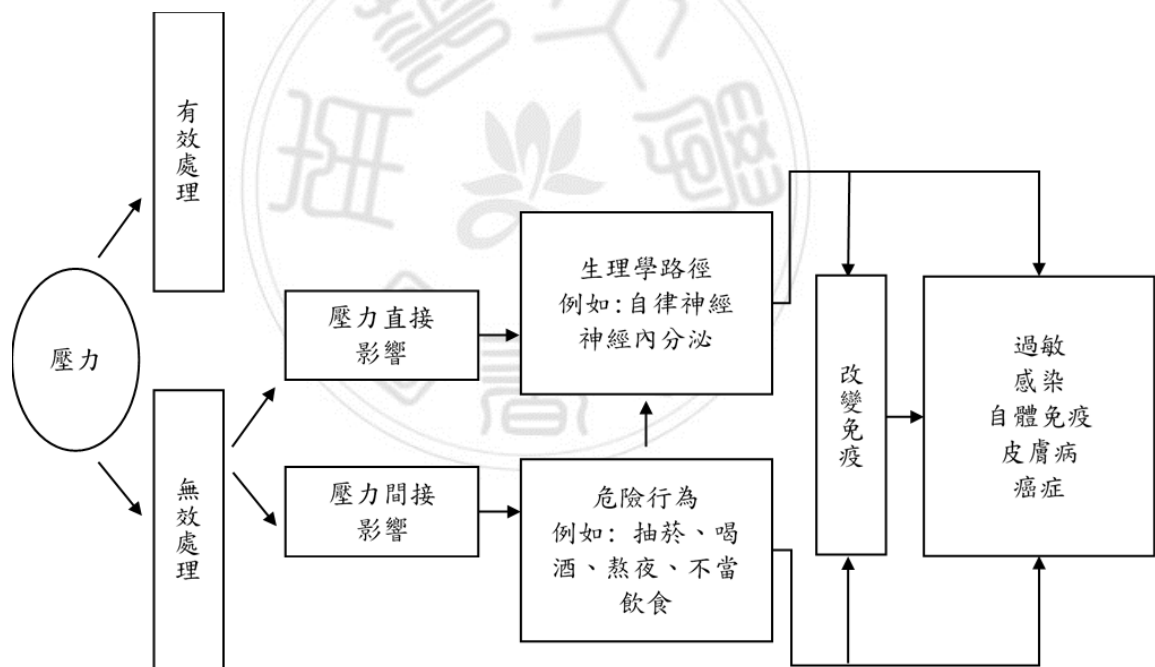 有效處理
壓力
無效處理
壓力直接
影響
壓力間接
影響
生理學路徑
例如:自律神經
神經內分泌
危險行為
例如: 抽菸、喝
酒、熬夜、不當
飲食
改變免疫
過敏
感染
自體免疫
皮膚病
癌症